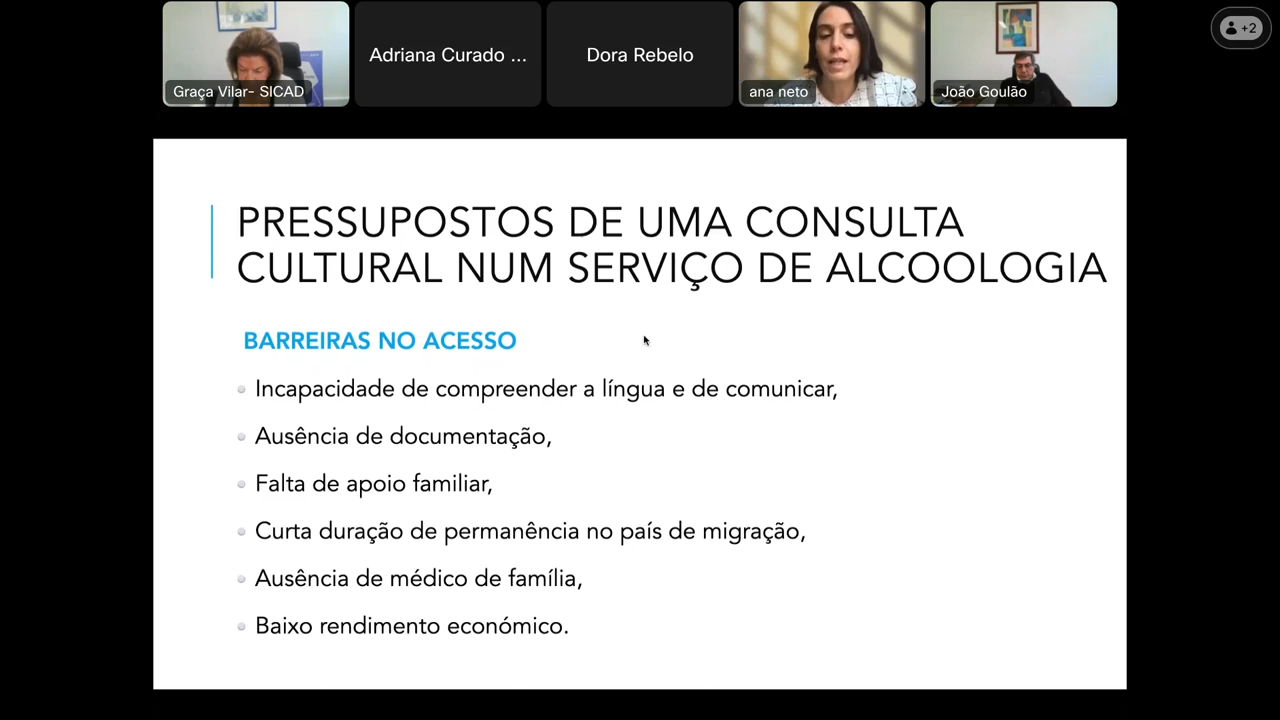 Graça Vilar- SICAD
Adriana Curado ...
Dora Rebelo
ana neto
João Goulão
+2
PRESSUPOSTOS DE UMA CONSULTA
CULTURAL NUM SERVIÇO DE ALCOOLOGIA
BARREIRAS NO ACESSO
Incapacidade de compreender a língua e de comunicar,
Ausência de documentação,
Falta de apoio familiar,
Curta duração de permanência no país de migração,
Ausência de médico de família,
Baixo rendimento económico.